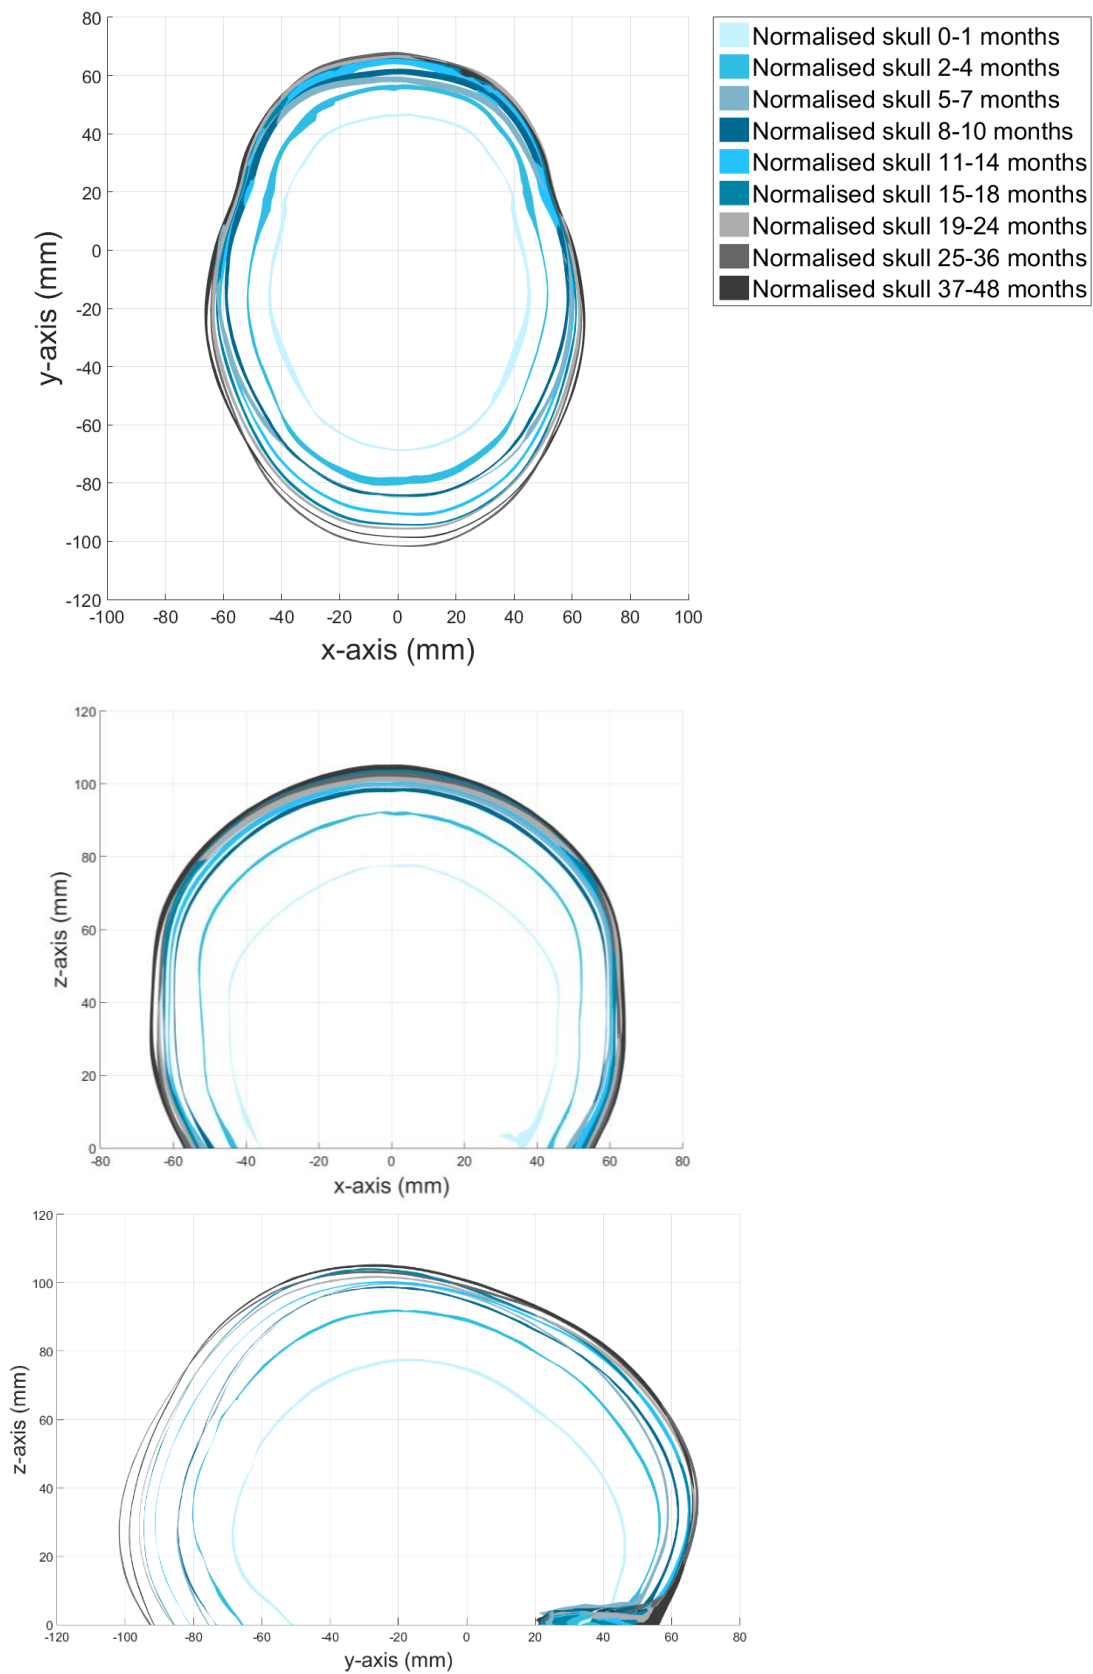 80
60
40
20
0
-20
-40
-60
-80
-100
-120
y-axis (mm)
-100 -80 -60 -40 -20 0 20 40 60 80 100
x-axis (mm)
Normalised skull 0-1 months
Normalised skull 2-4 months
Normalised skull 5-7 months
Normalised skull 8-10 months
Normalised skull 11-14 months
Normalised skull 15-18 months
Normalised skull 19-24 months
Normalised skull 25-36 months
Normalised skull 37-48 months
120
100
80
60
40
20
0
z-axis (mm)
-80 -60 -40 -20 0 20 40 60 80
x-axis (mm)
120
100
80
60
40
20
0
z-axis (mm)
-120 -100 -80 -60 -40 -20 0 20 40 60 80
y-axis (mm)